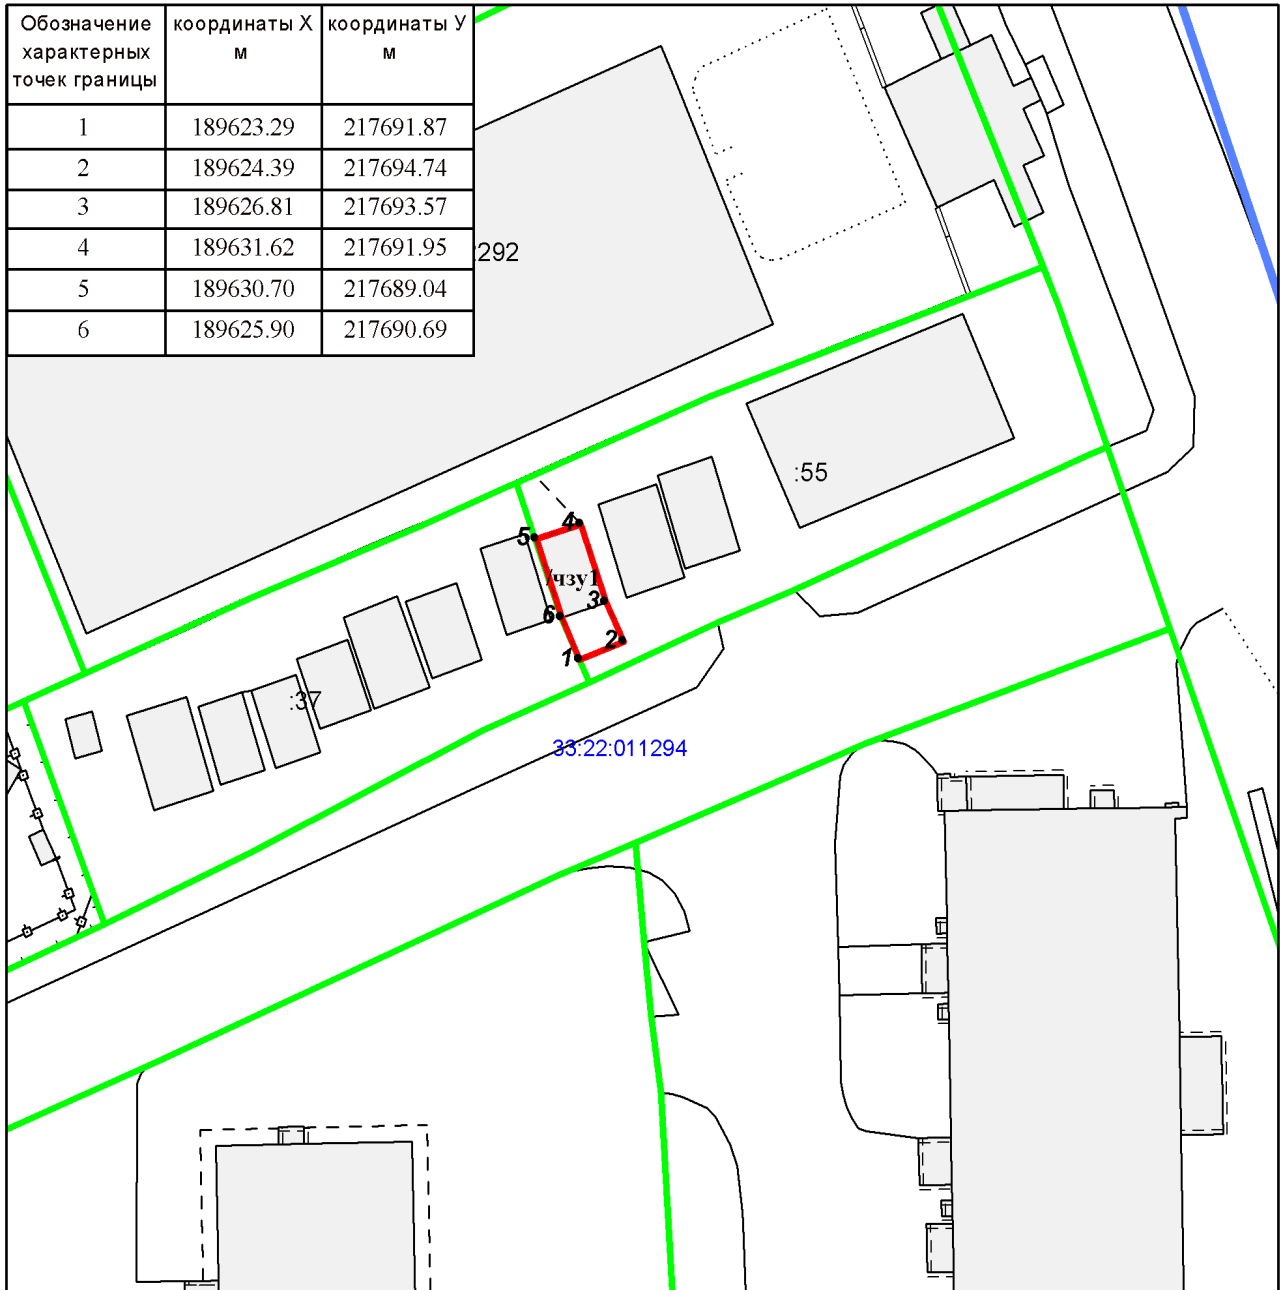 Обозначение характерных точек границы | координаты X м | координаты У м
1 | 189623.29 | 217691.87
2 | 189624.39 | 217694.74
3 | 189626.81 | 217693.57
4 | 189631.62 | 217691.95
5 | 189630.70 | 217689.04
6 | 189625.90 | 217690.69
:292
:55
4
5
/чзу1
3
6
2
1
:37
33:22:011294